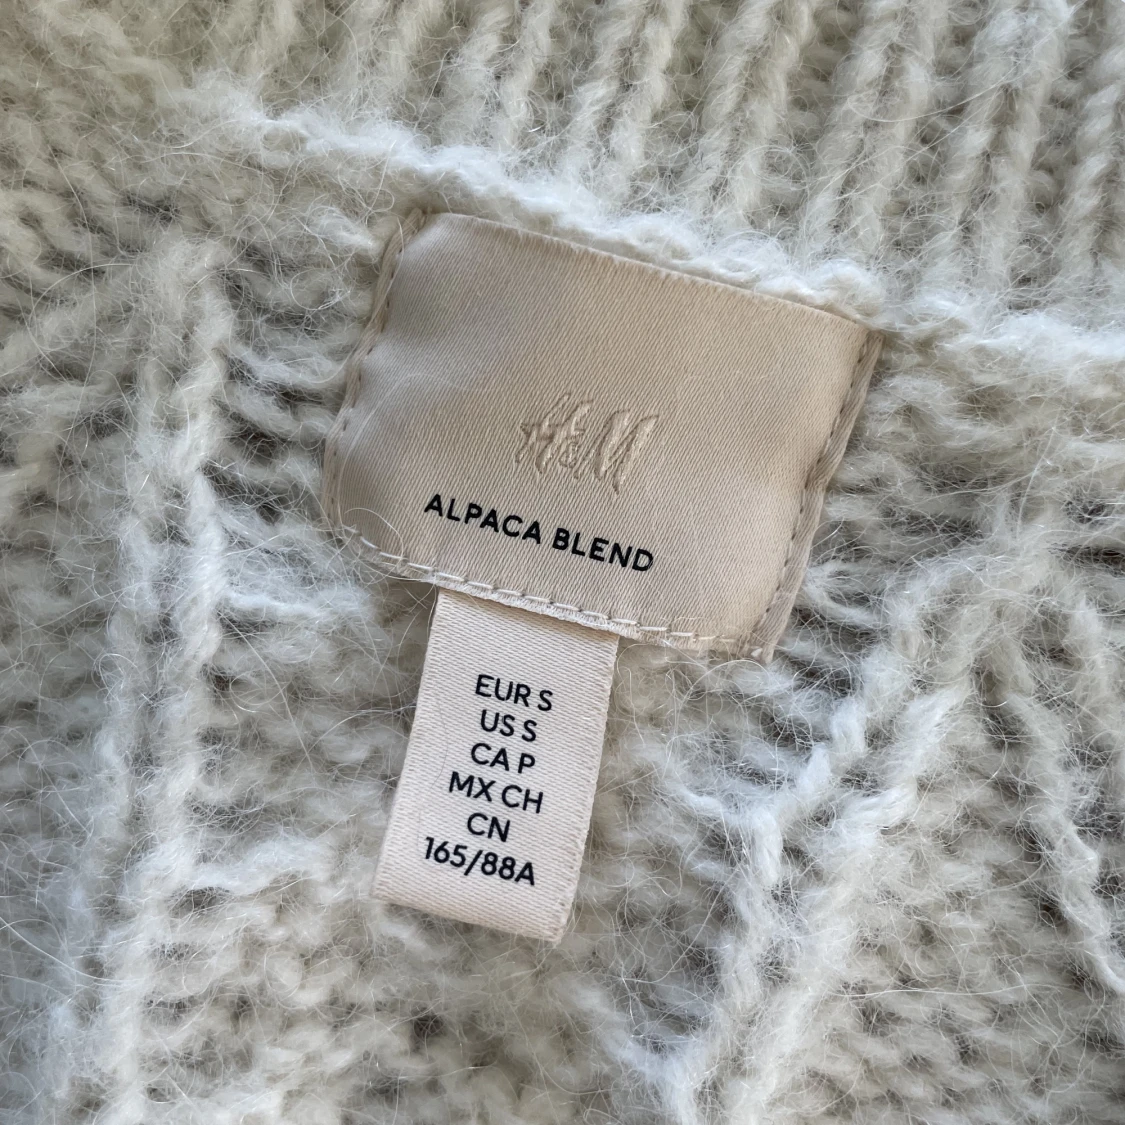 H&M
ALPACA BLEND
EUR S
US S
CA P
MX CH
CN
165/88A